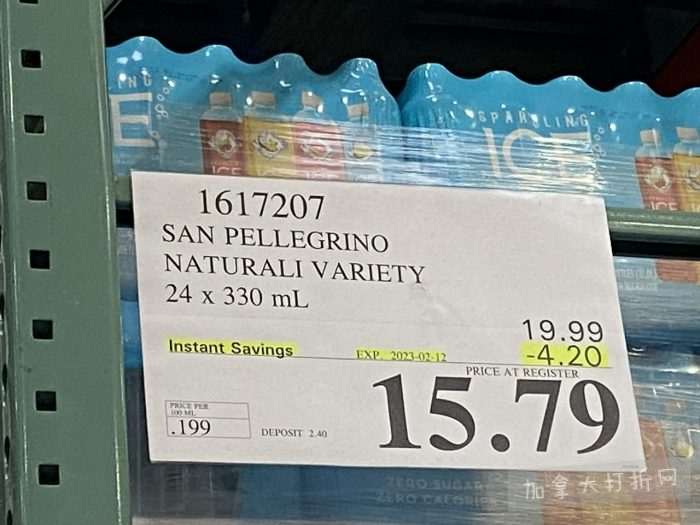 SPARKLING
ICE
ICE
1617207
SAN PELLEGRINO
NATURALI VARIETY
24 x 330 mL
19.99
Instant Savings EXP. 2023-02-12 -4.20
PRICE AT REGISTER
15.79
PRICE PER
100 ML
.199
DEPOSIT 2.40
ZERO SUGAR
ZERO CALORIES
加拿大打折网